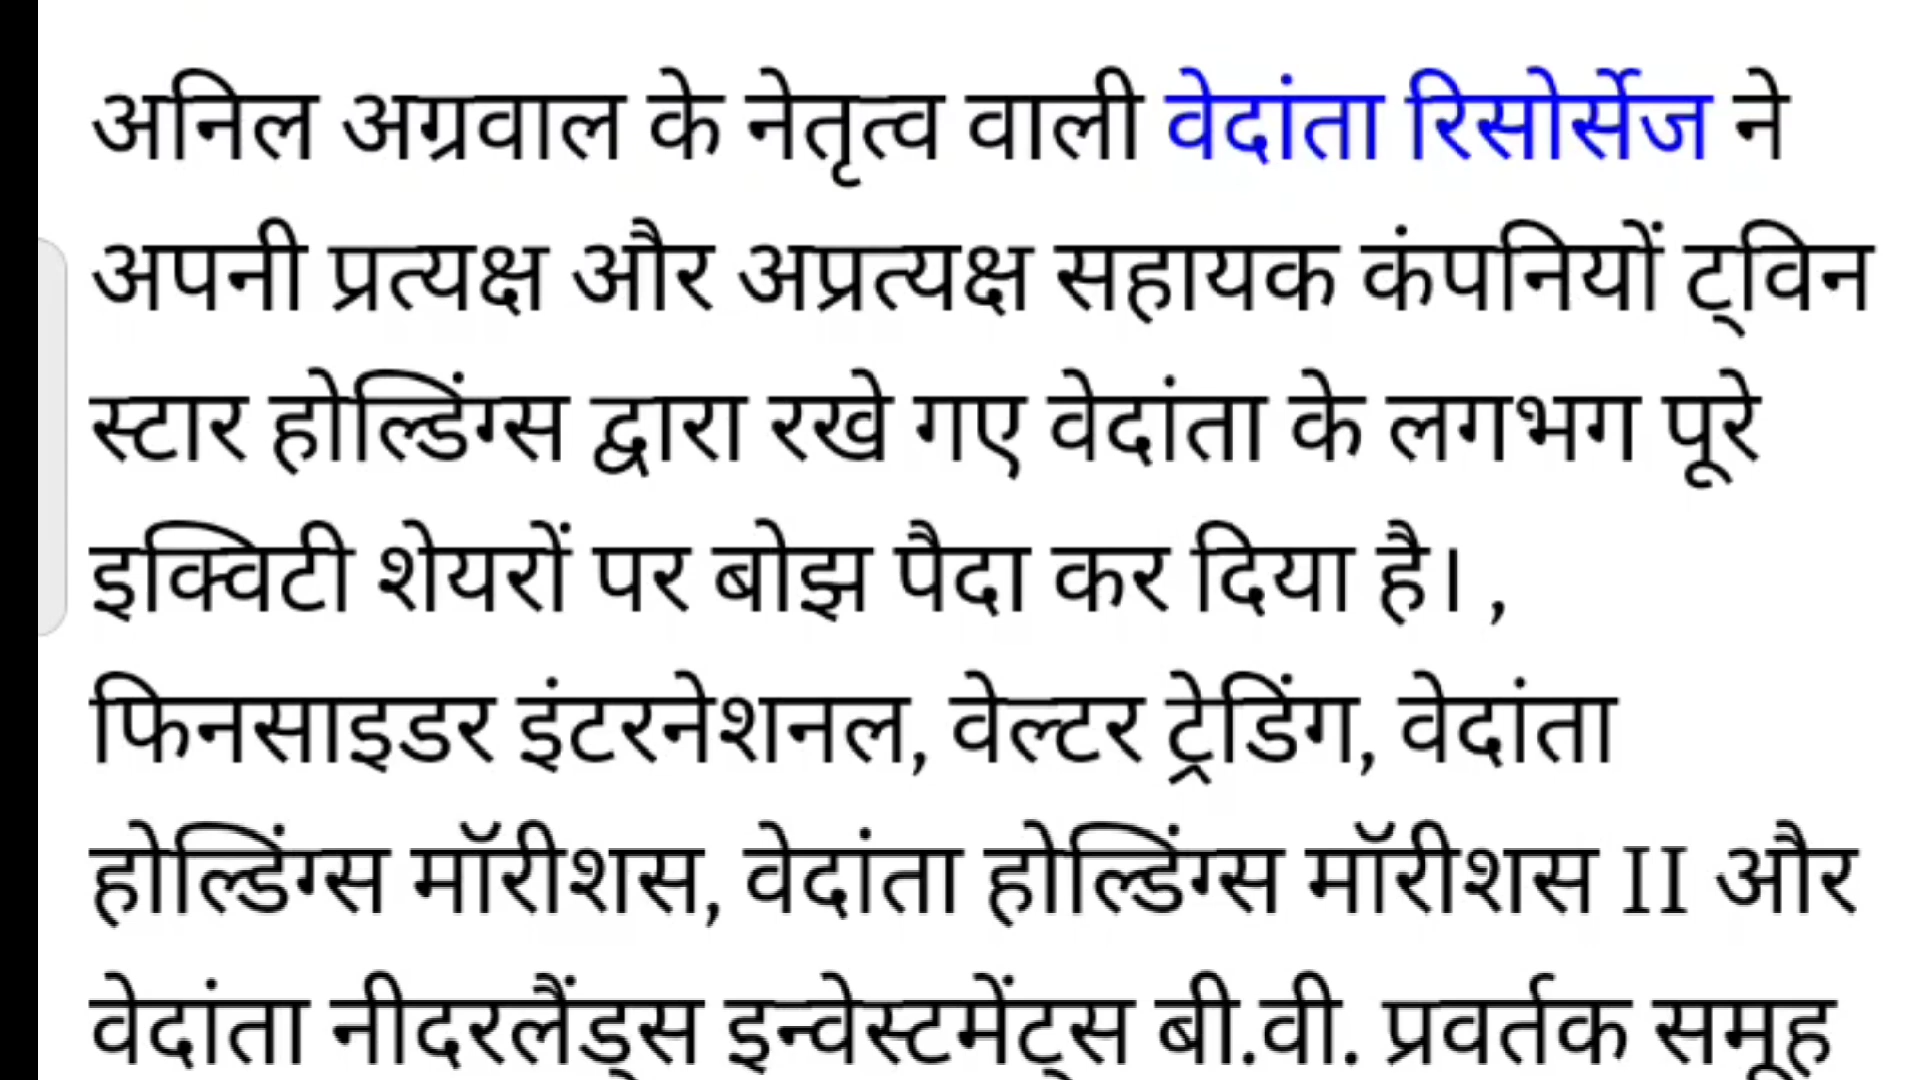 अनिल अग्रवाल के नेतृत्व वाली वेदांता रिसोर्सेज ने
अपनी प्रत्यक्ष और अप्रत्यक्ष सहायक कंपनियों ट्विन
स्टार होल्डिंग्स द्वारा रखे गए वेदांता के लगभग पूरे
इक्विटी शेयरों पर बोझ पैदा कर दिया है। ,
फिनसाइडर इंटरनेशनल, वेल्टर ट्रेडिंग, वेदांता
होल्डिंग्स मॉरीशस, वेदांता होल्डिंग्स मॉरीशस II और
वेदांता नीदरलैंड्स इन्वेस्टमेंट्स बी.वी. प्रवर्तक समूह